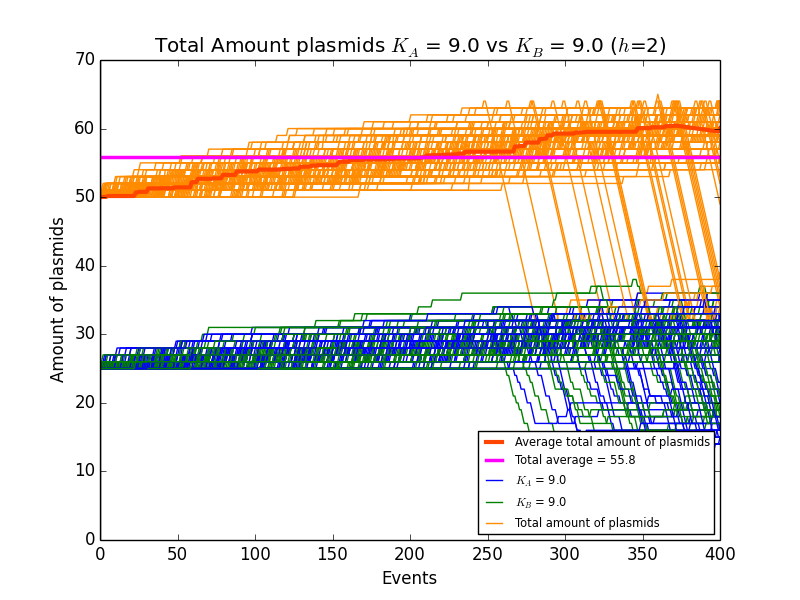 Total Amount plasmids K_A = 9.0 vs K_B = 9.0 (h=2)
70
60
50
40
30
20
10
0
Amount of plasmids
Average total amount of plasmids
Total average = 55.8
K_A = 9.0
K_B = 9.0
Total amount of plasmids
0 50 100 150 200 250 300 350 400
Events